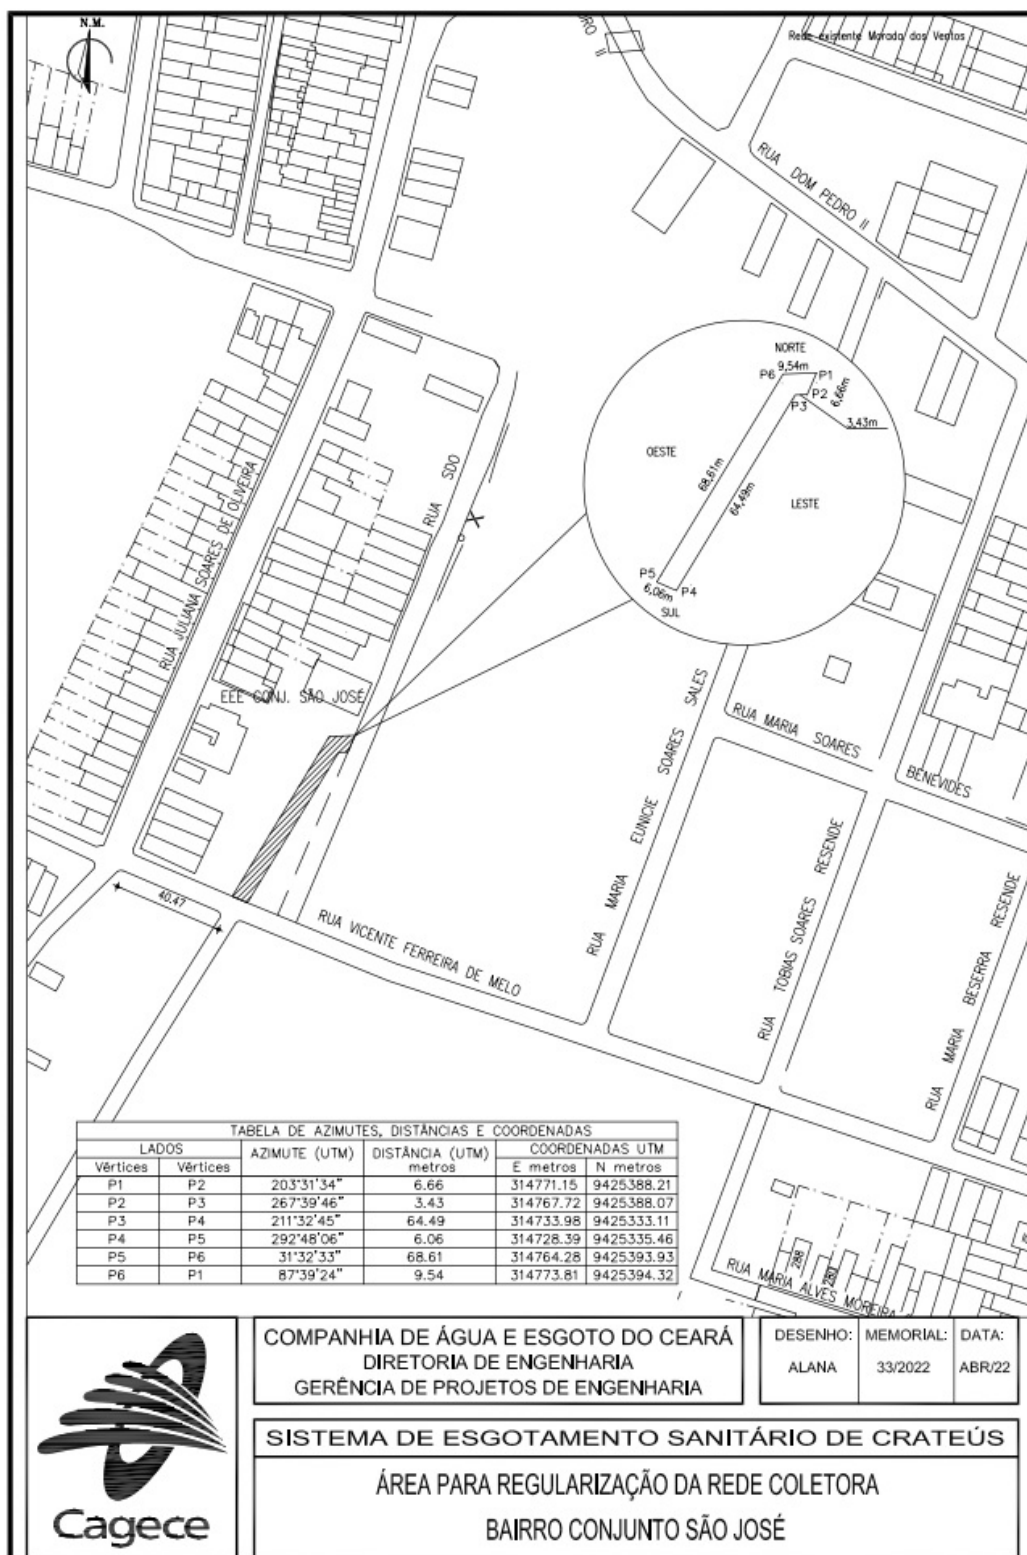 N.M.
Rede existente Morada dos Ventos
RUA DOM PEDRO II
NORTE
9,54m
P6
P1
P2
6,66m
P3
3,43m
OESTE
68,61m
64,49m
LESTE
P5
6,06m
P4
SUL
RUA SDO
RUA JULIANA SOARES DE OLIVEIRA
EEE CONJ. SÃO JOSÉ
RUA MARIA EUNICIE SOARES SALES
RUA MARIA SOARES
BENEVIDES
40.47
RUA VICENTE FERREIRA DE MELO
RUA TOBIAS SOARES RESENDE
RUA MARIA BESERRA RESENDE
288
280
RUA MARIA ALVES MOREIRA
TABELA DE AZIMUTES, DISTÂNCIAS E COORDENADAS
LADOS AZIMUTE (UTM) DISTÂNCIA (UTM) metros COORDENADAS UTM
Vértices Vértices E metros N metros
P1 P2 203°31'34" 6.66 314771.15 9425388.21
P2 P3 267°39'46" 3.43 314767.72 9425388.07
P3 P4 211°32'45" 64.49 314733.98 9425333.11
P4 P5 292°48'06" 6.06 314728.39 9425335.46
P5 P6 31°32'33" 68.61 314764.28 9425393.93
P6 P1 87°39'24" 9.54 314773.81 9425394.32
Cagece
COMPANHIA DE ÁGUA E ESGOTO DO CEARÁ
DIRETORIA DE ENGENHARIA
GERÊNCIA DE PROJETOS DE ENGENHARIA
DESENHO: MEMORIAL: DATA:
ALANA 33/2022 ABR/22
SISTEMA DE ESGOTAMENTO SANITÁRIO DE CRATEÚS
ÁREA PARA REGULARIZAÇÃO DA REDE COLETORA
BAIRRO CONJUNTO SÃO JOSÉ